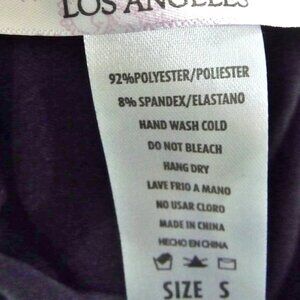 LOS ANGELES
92%POLYESTER/POLIESTER
8% SPANDEX/ELASTANO
HAND WASH COLD
DO NOT BLEACH
HANG DRY
LAVE FRIO A MANO
NO USAR CLORO
MADE IN CHINA
HECHO EN CHINA
SIZE S